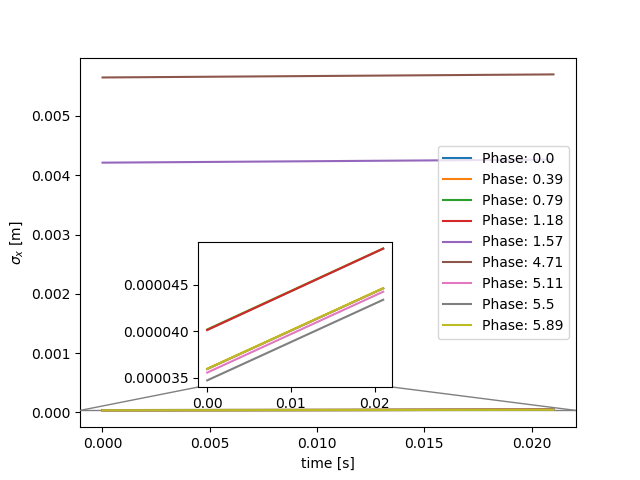 0.005
0.004
0.003
0.002
0.001
0.000
σx [m]
0.000
0.005
0.010
0.015
0.020
time [s]
0.000045
0.000040
0.000035
0.00
0.01
0.02
Phase: 0.0
Phase: 0.39
Phase: 0.79
Phase: 1.18
Phase: 1.57
Phase: 4.71
Phase: 5.11
Phase: 5.5
Phase: 5.89